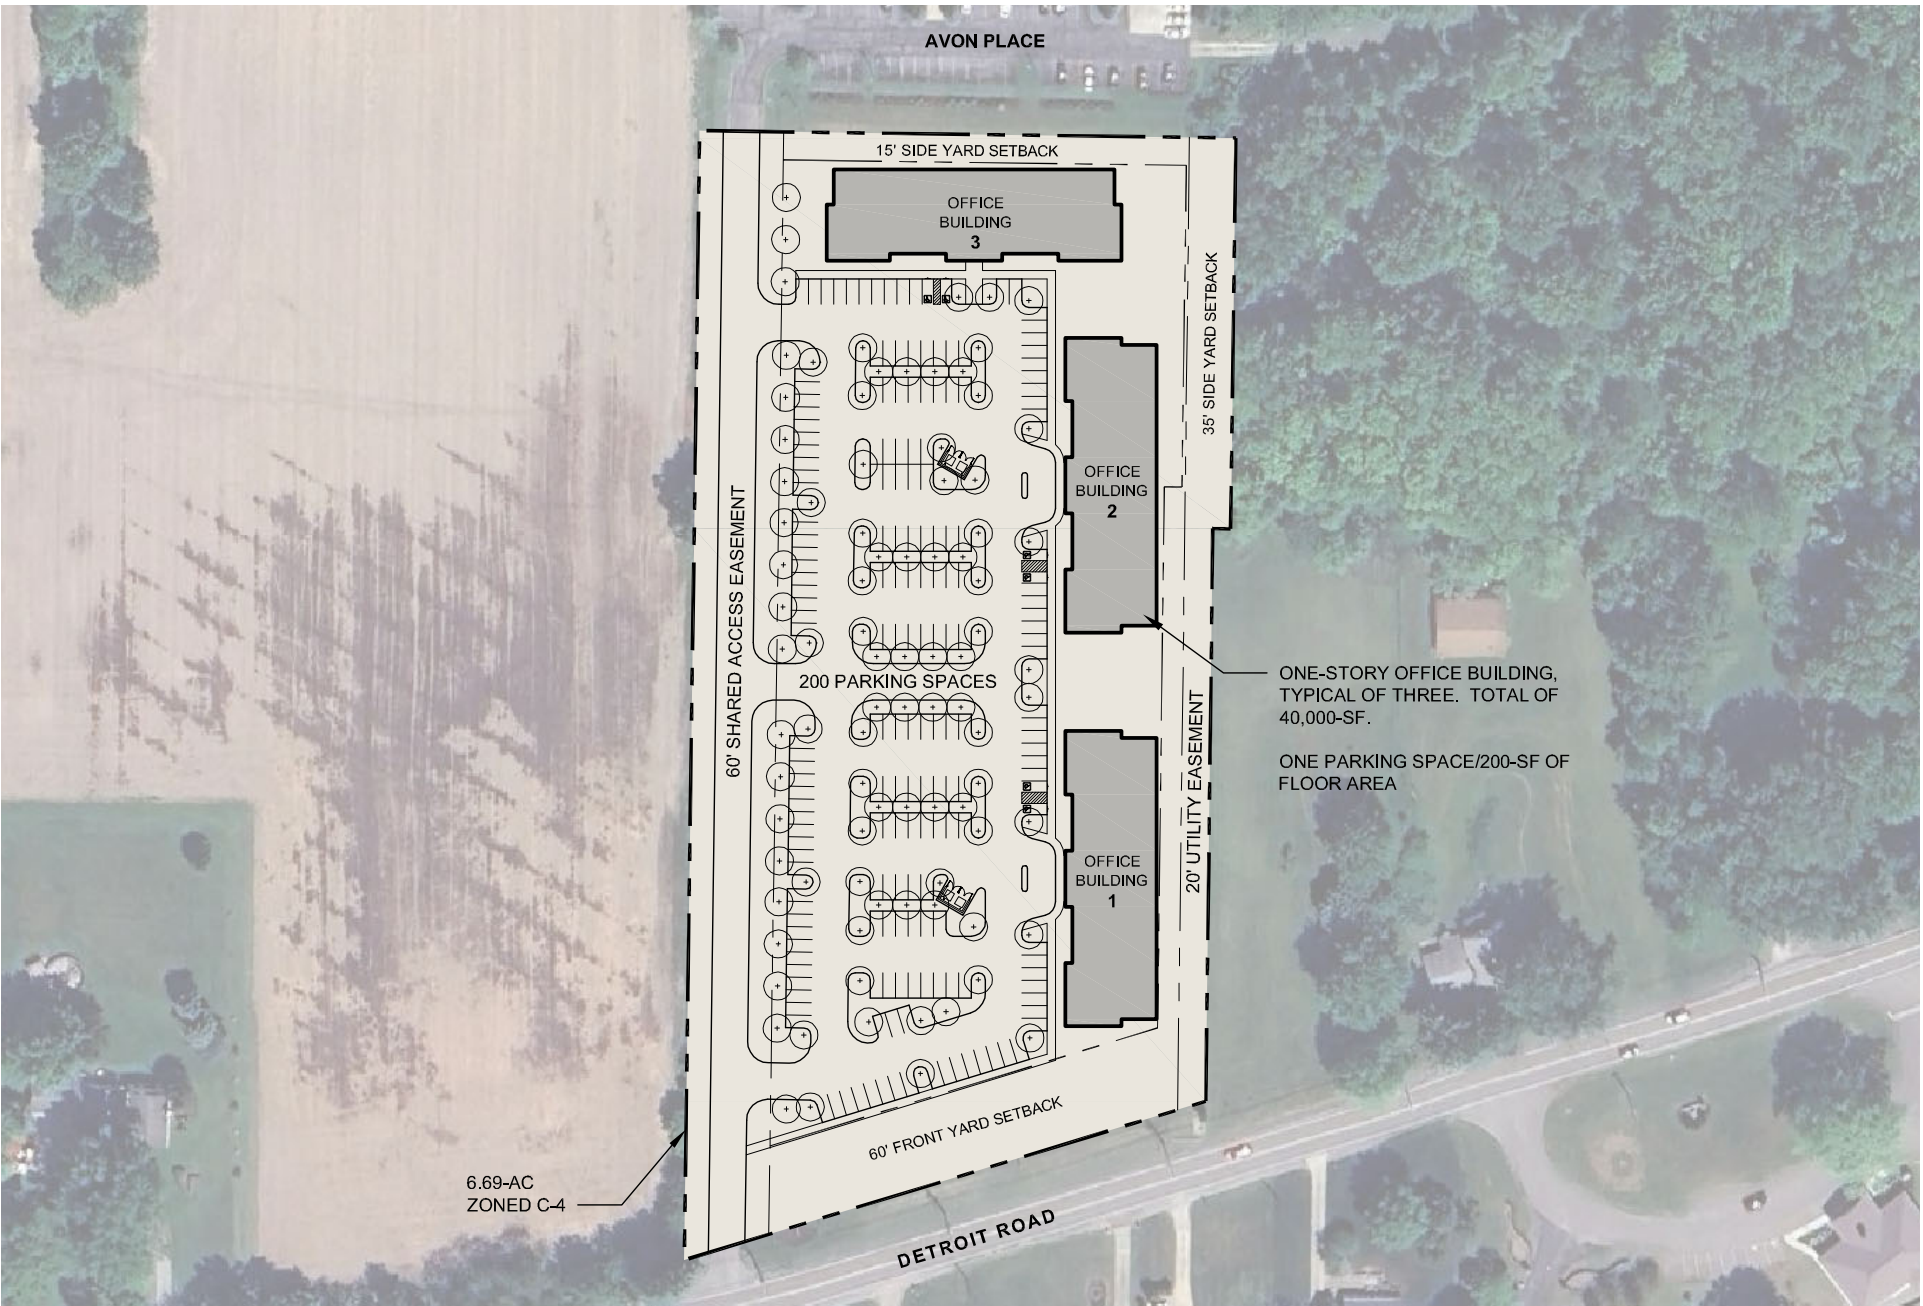 AVON PLACE
15' SIDE YARD SETBACK
OFFICE
BUILDING
3
35' SIDE YARD SETBACK
OFFICE
BUILDING
2
60' SHARED ACCESS EASEMENT
200 PARKING SPACES
ONE-STORY OFFICE BUILDING,
TYPICAL OF THREE.  TOTAL OF
40,000-SF.
ONE PARKING SPACE/200-SF OF
FLOOR AREA
20' UTILITY EASEMENT
OFFICE
BUILDING
1
60' FRONT YARD SETBACK
6.69-AC
ZONED C-4
DETROIT ROAD